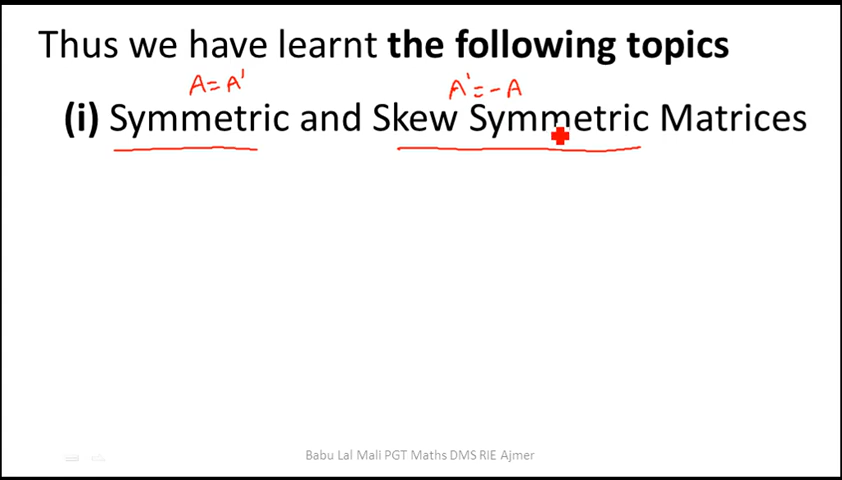 Thus we have learnt the following topics
A=A' A'=-A
(i) Symmetric and Skew Symmetric Matrices
Babu Lal Mali PGT Maths DMS RIE Ajmer